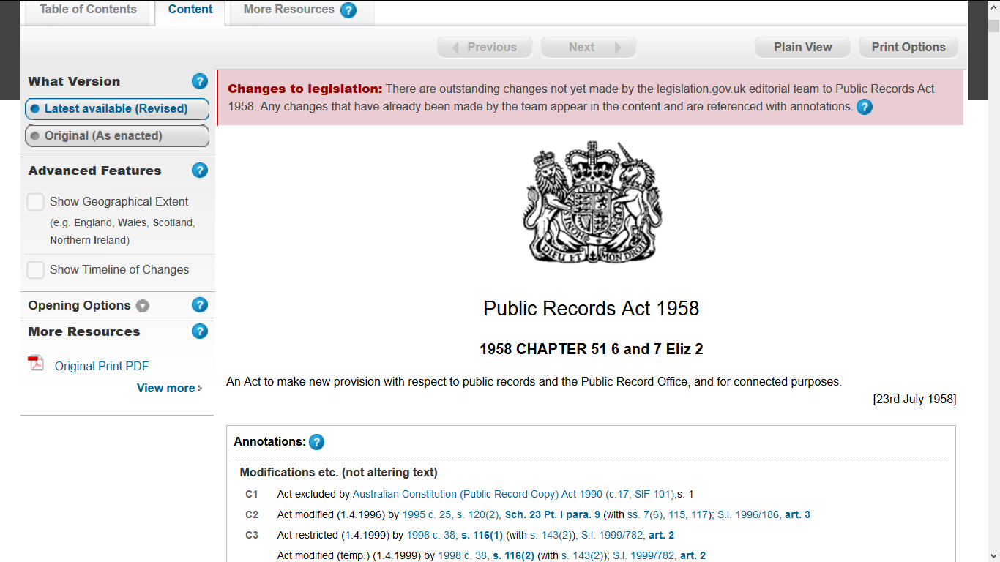 Table of Contents
Content
More Resources ?
Previous
Next
Plain View
Print Options
What Version ?
Latest available (Revised)
Original (As enacted)
Advanced Features ?
Show Geographical Extent
(e.g. England, Wales, Scotland,
Northern Ireland)
Show Timeline of Changes
Opening Options ?
More Resources ?
Original Print PDF
View more
Changes to legislation: There are outstanding changes not yet made by the legislation.gov.uk editorial team to Public Records Act
1958. Any changes that have already been made by the team appear in the content and are referenced with annotations. ?
DIEU ET MON DROIT
Public Records Act 1958
1958 CHAPTER 51 6 and 7 Eliz 2
An Act to make new provision with respect to public records and the Public Record Office, and for connected purposes.
[23rd July 1958]
Annotations: ?
Modifications etc. (not altering text)
C1 Act excluded by Australian Constitution (Public Record Copy) Act 1990 (c.17, SIF 101),s. 1
C2 Act modified (1.4.1996) by 1995 c. 25, s. 120(2), Sch. 23 Pt. I para. 9 (with ss. 7(6), 115, 117); S.I. 1996/186, art. 3
C3 Act restricted (1.4.1999) by 1998 c. 38, s. 116(1) (with s. 143(2)); S.I. 1999/782, art. 2
Act modified (temp.) (1.4.1999) by 1998 c. 38, s. 116(2) (with s. 143(2)); S.I. 1999/782, art. 2